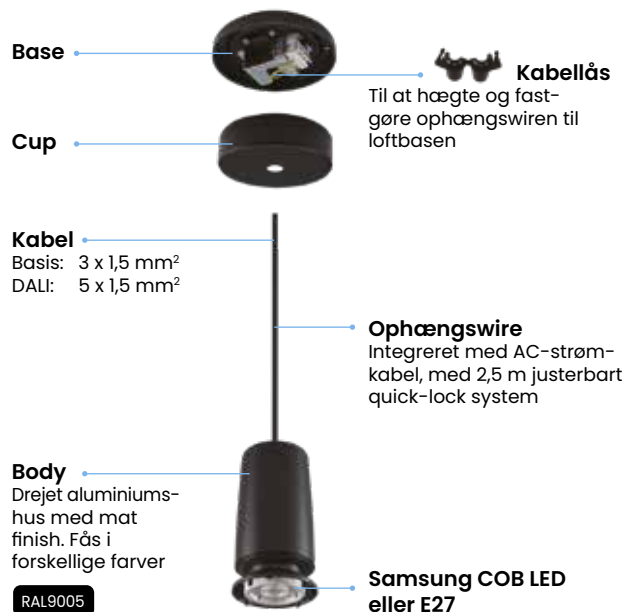 Base
Kabellås
Til at hægte og fast-
gøre ophængswiren til
loftbasen
Cup
Kabel
Basis: 3 x 1,5 mm²
DALI: 5 x 1,5 mm²
Ophængswire
Integreret med AC-strøm-
kabel, med 2,5 m justerbart
quick-lock system
Body
Drejet aluminiums-
hus med mat
finish. Fås i
forskellige farver
RAL9005
Samsung COB LED
eller E27